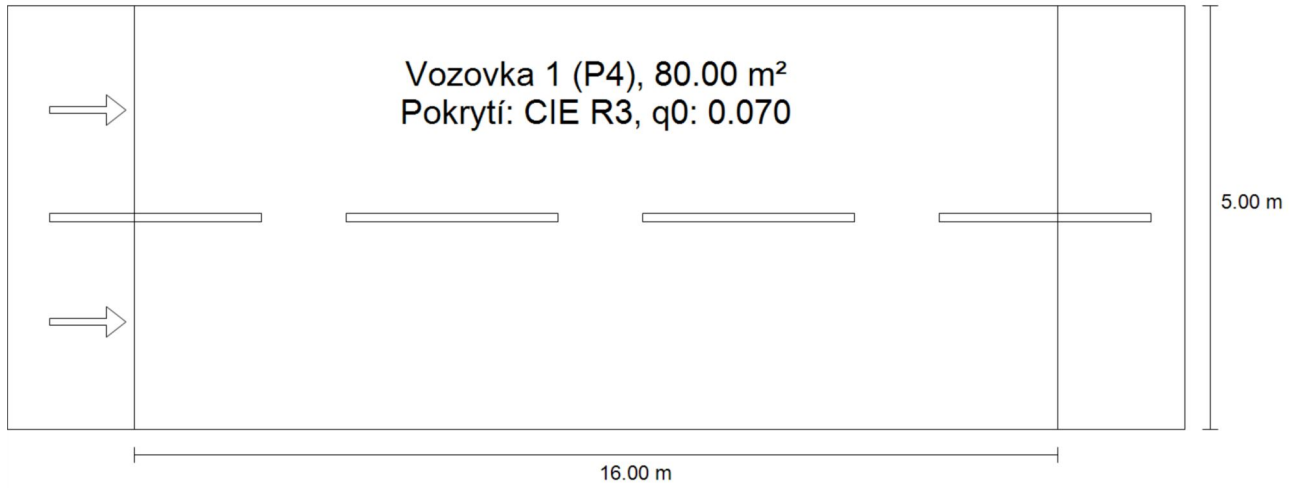 Vozovka 1 (P4), 80.00 m²
Pokrytí: CIE R3, q0: 0.070
5.00 m
16.00 m